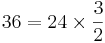 36 = 24 × 3/2